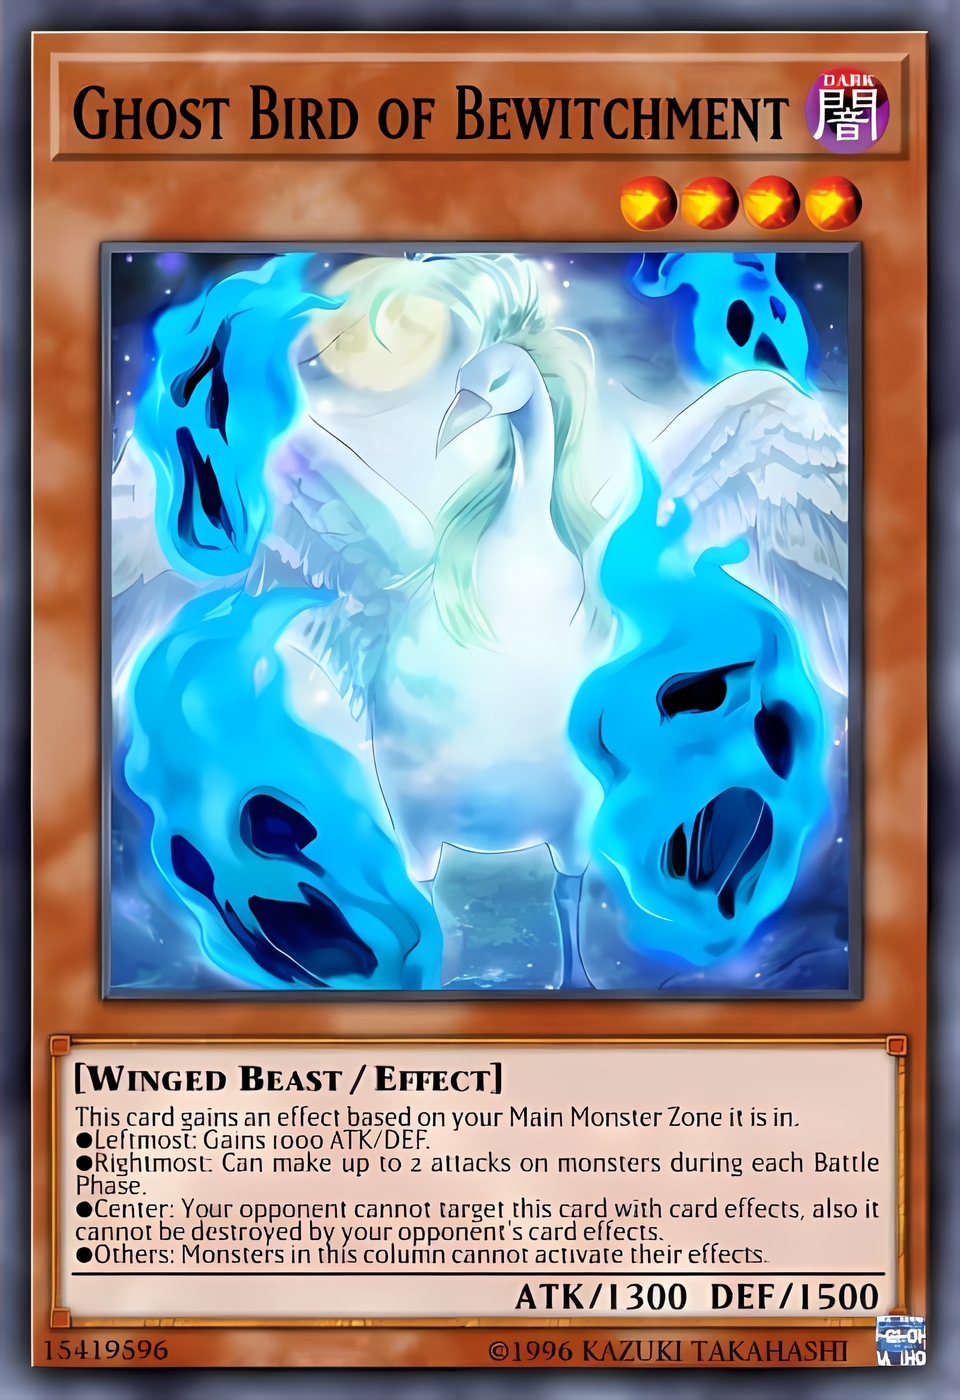 GHOST BIRD OF BEWITCHMENT
DARK
闇
[WINGED BEAST / EFFECT]
This card gains an effect based on your Main Monster Zone it is in.
●Leftmost: Gains 1000 ATK/DEF.
●Rightmost: Can make up to 2 attacks on monsters during each Battle
Phase.
●Center: Your opponent cannot target this card with card effects, also it
cannot be destroyed by your opponent's card effects.
●Others: Monsters in this column cannot activate their effects.
ATK/1300 DEF/1500
15419596
©1996 KAZUKI TAKAHASHI